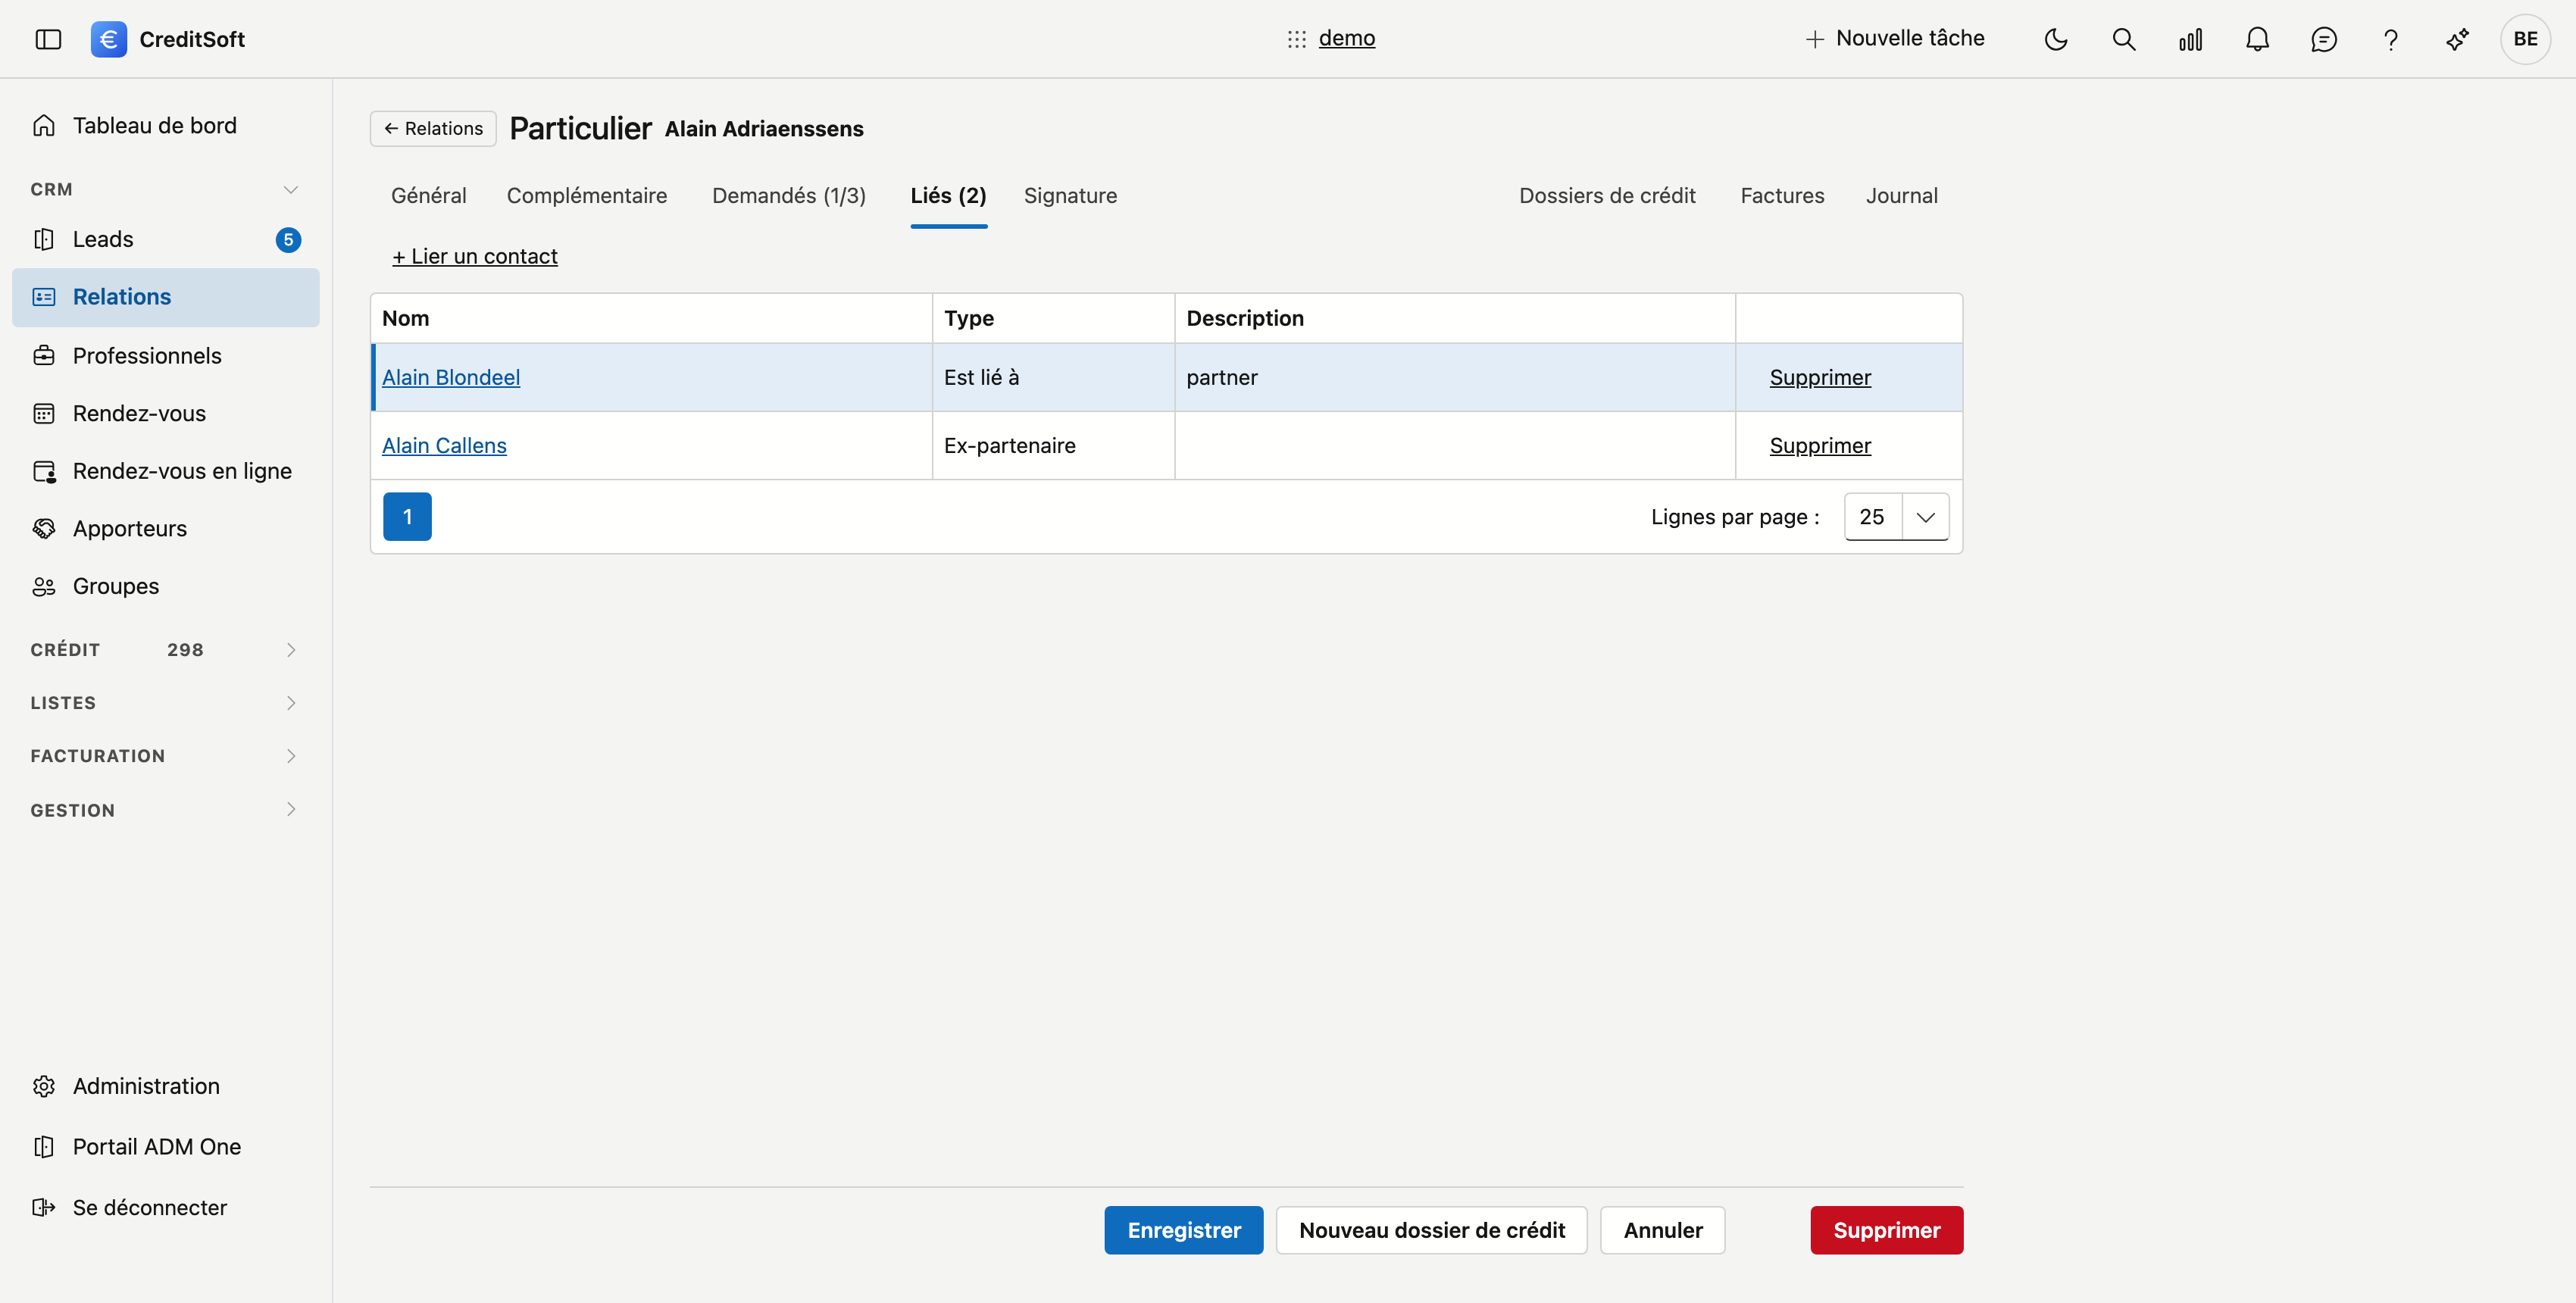 CreditSoft
demo
Nouvelle tâche
BE
Tableau de bord
CRM
Leads
5
Relations
Professionnels
Rendez-vous
Rendez-vous en ligne
Apporteurs
Groupes
CRÉDIT 298
LISTES
FACTURATION
GESTION
Administration
Portail ADM One
Se déconnecter
← Relations Particulier Alain Adriaenssens
Général Complémentaire Demandés (1/3) Liés (2) Signature Dossiers de crédit Factures Journal
+ Lier un contact
Nom Type Description
Alain Blondeel Est lié à partner Supprimer
Alain Callens Ex-partenaire Supprimer
1 Lignes par page : 25
Enregistrer Nouveau dossier de crédit Annuler Supprimer